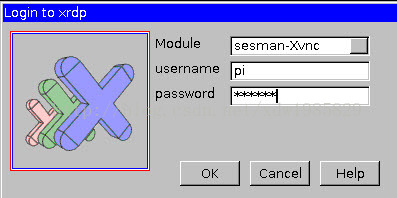 Login to xrdp
Module
sesman-Xvnc
username
pi
password
*******
OK
Cancel
Help